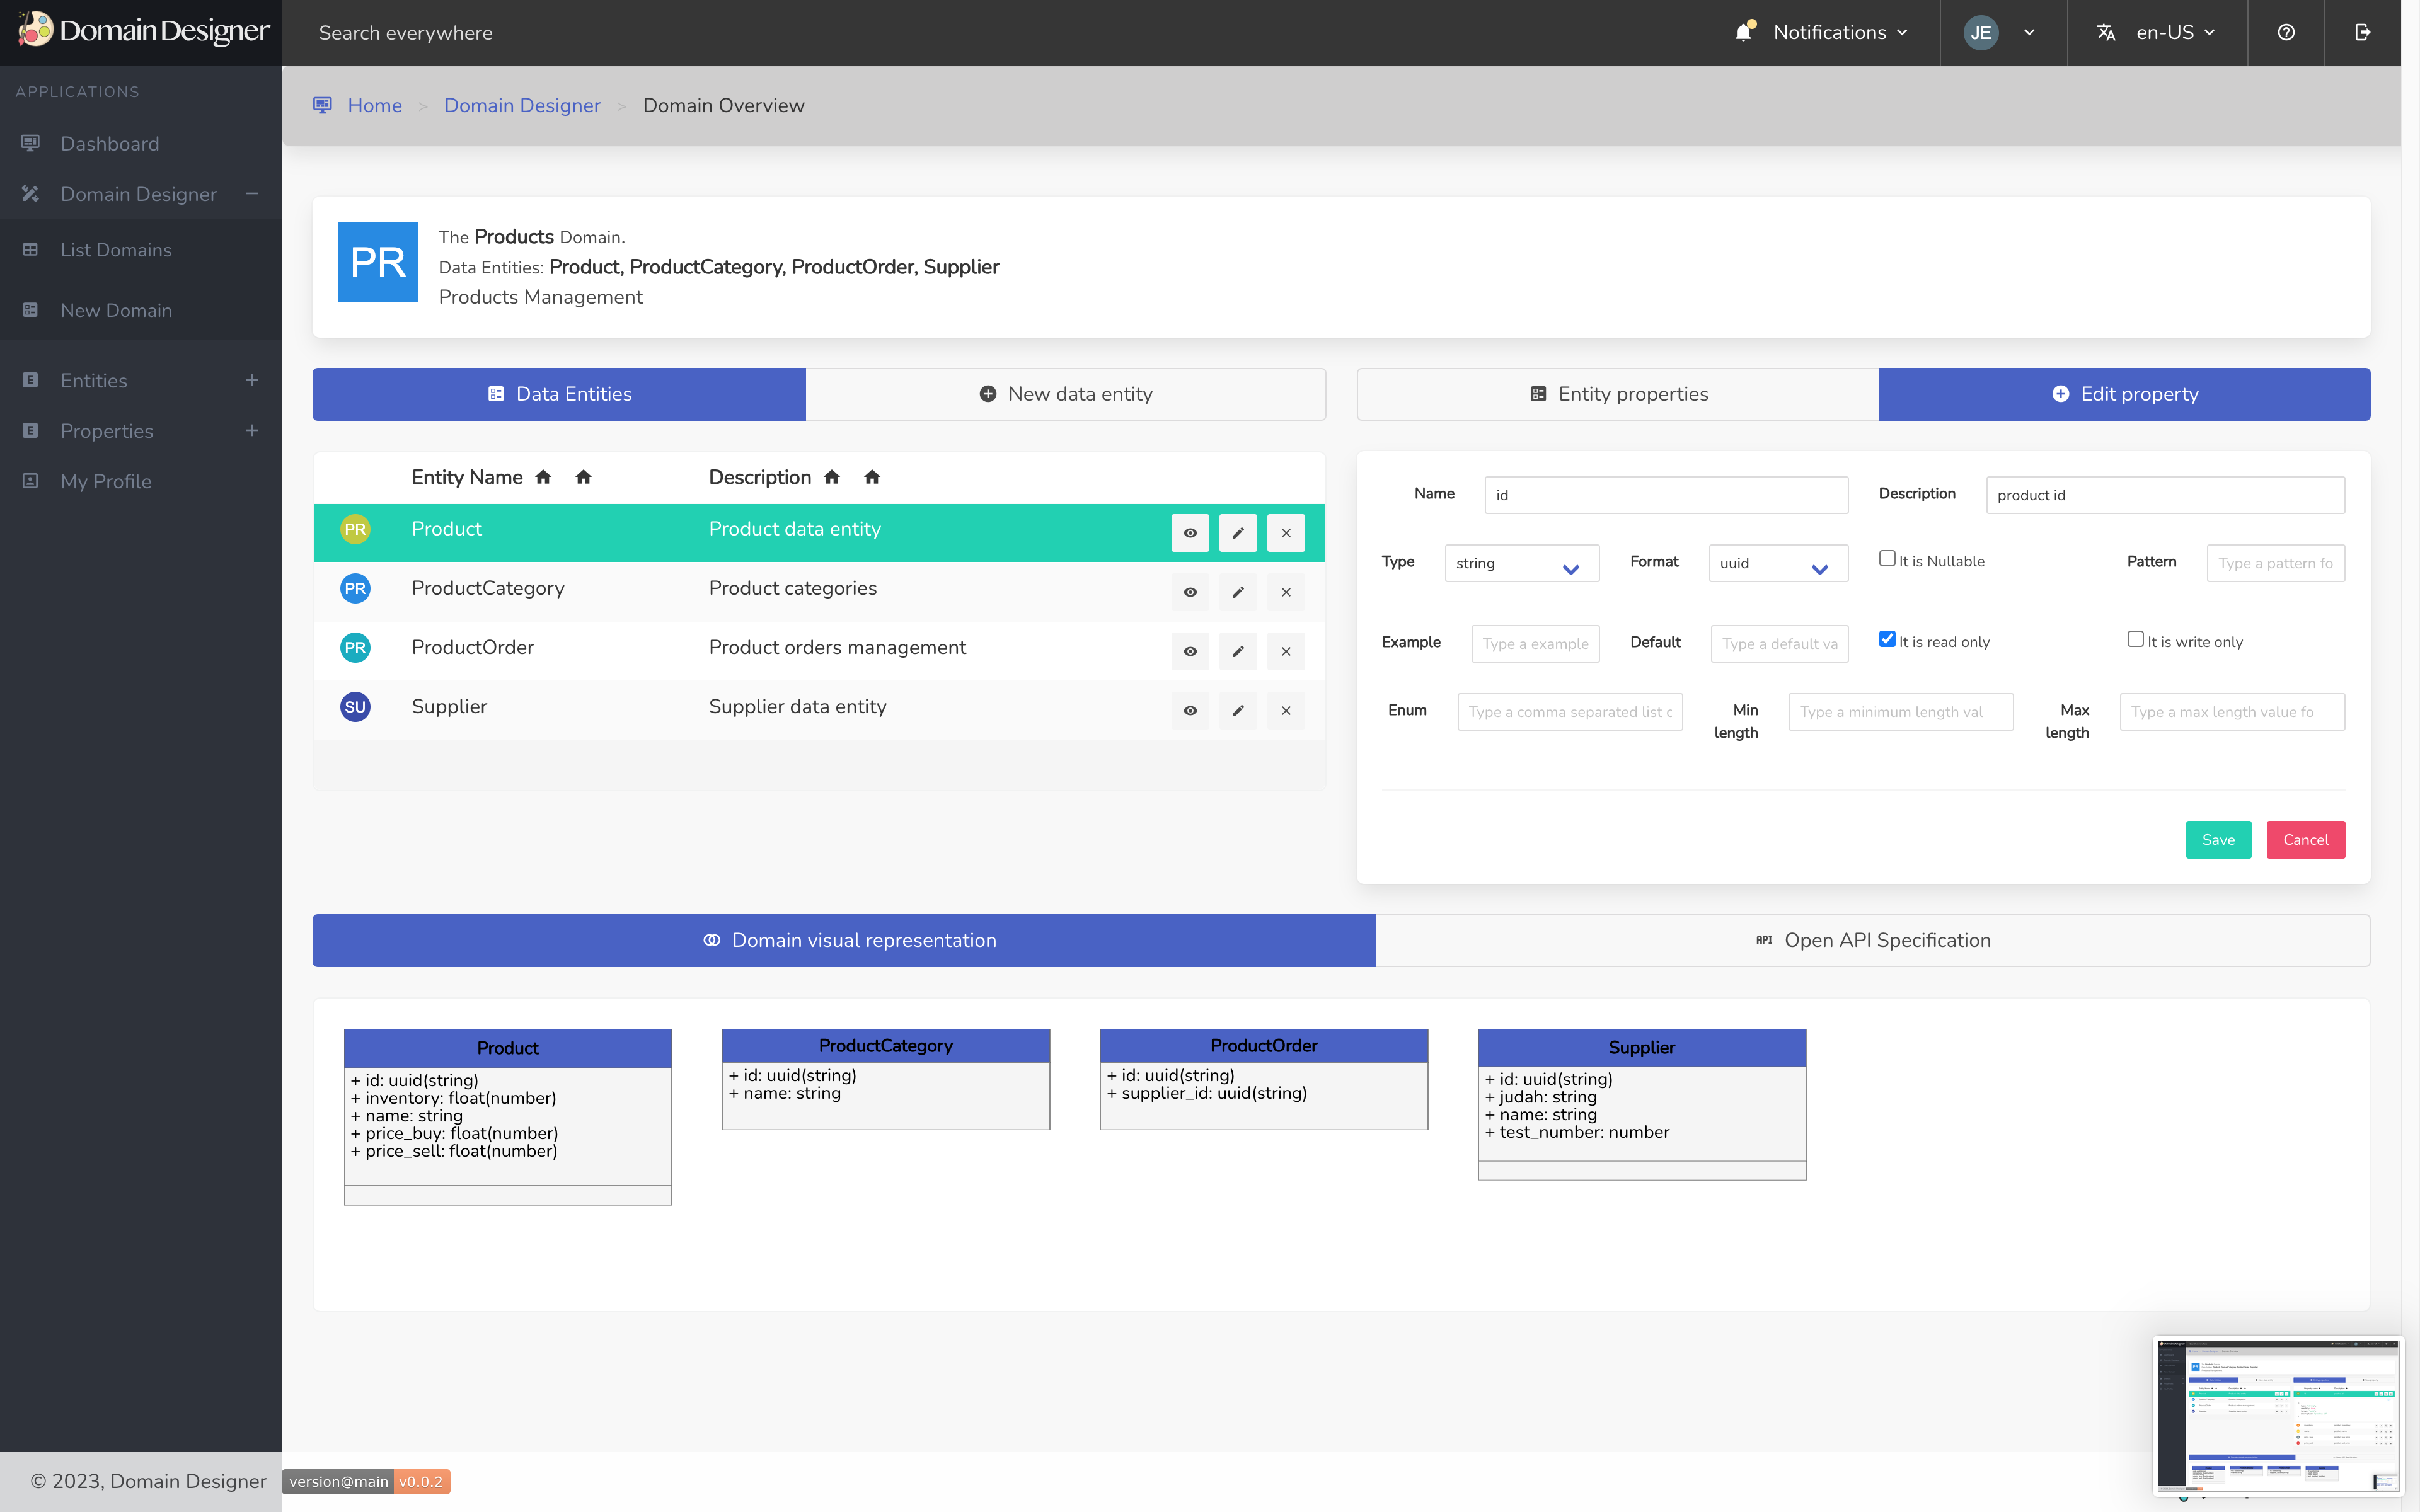 Domain Designer
Search everywhere
Notifications
JE
en-US
APPLICATIONS
Dashboard
Domain Designer
List Domains
New Domain
Entities
Properties
My Profile
Home > Domain Designer > Domain Overview
PR
The Products Domain.
Data Entities: Product, ProductCategory, ProductOrder, Supplier
Products Management
Data Entities
New data entity
Entity properties
Edit property
Entity Name Description
PR Product Product data entity
PR ProductCategory Product categories
PR ProductOrder Product orders management
SU Supplier Supplier data entity
Name id Description product id
Type string Format uuid It is Nullable Pattern Type a pattern fo
Example Type a example Default Type a default va It is read only It is write only
Enum Type a comma separated list c Min length Type a minimum length val Max length Type a max length value fo
Save Cancel
Domain visual representation
API Open API Specification
Product
+ id: uuid(string)
+ inventory: float(number)
+ name: string
+ price_buy: float(number)
+ price_sell: float(number)
ProductCategory
+ id: uuid(string)
+ name: string
ProductOrder
+ id: uuid(string)
+ supplier_id: uuid(string)
Supplier
+ id: uuid(string)
+ judah: string
+ name: string
+ test_number: number
© 2023, Domain Designer
version@main v0.0.2